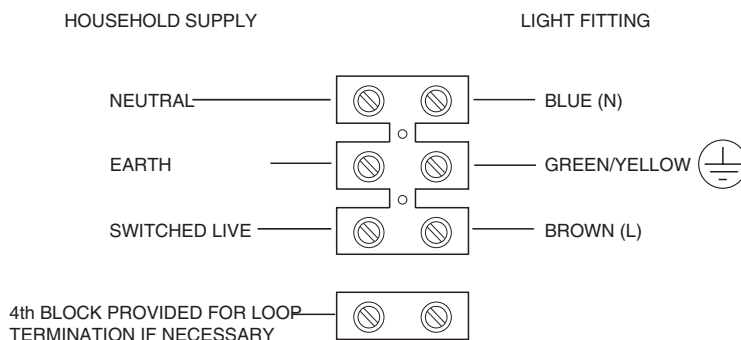 HOUSEHOLD SUPPLY
LIGHT FITTING
NEUTRAL
BLUE (N)
EARTH
GREEN/YELLOW
SWITCHED LIVE
BROWN (L)
4th BLOCK PROVIDED FOR LOOP
TERMINATION IF NECESSARY